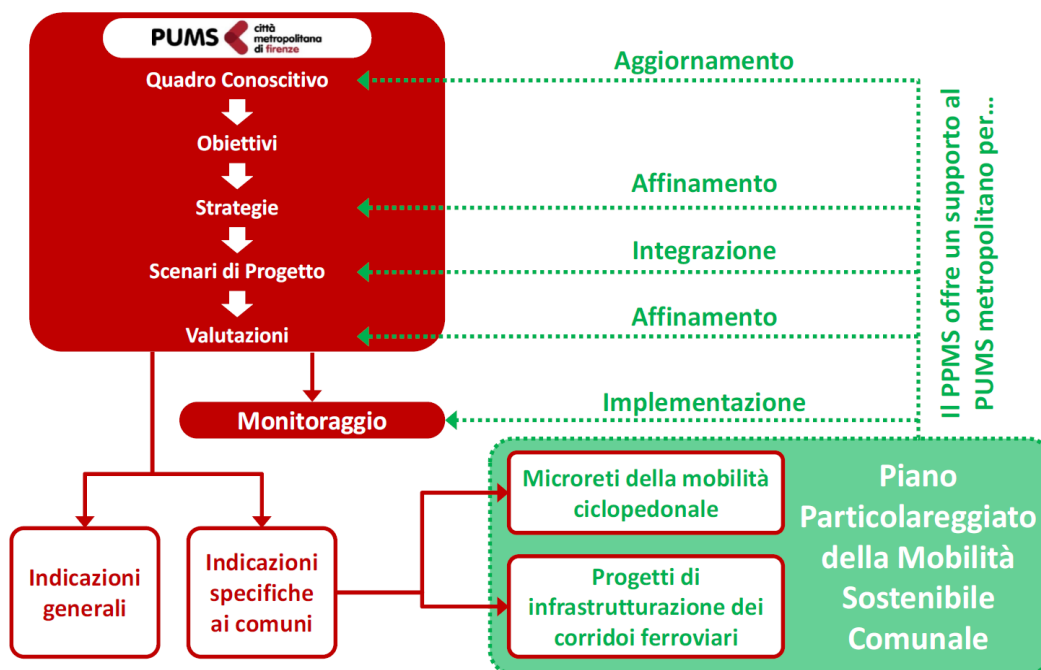 PUMS
città
metropolitana
di firenze
Quadro Conoscitivo
Obiettivi
Strategie
Scenari di Progetto
Valutazioni
Monitoraggio
Aggiornamento
Affinamento
Integrazione
Affinamento
Implementazione
Il PPMS offre un supporto al
PUMS metropolitano per...
Indicazioni
generali
Indicazioni
specifiche
ai comuni
Microreti della mobilità
ciclopedonale
Progetti di
infrastrutturazione dei
corridoi ferroviari
Piano
Particolareggiato
della Mobilità
Sostenibile
Comunale